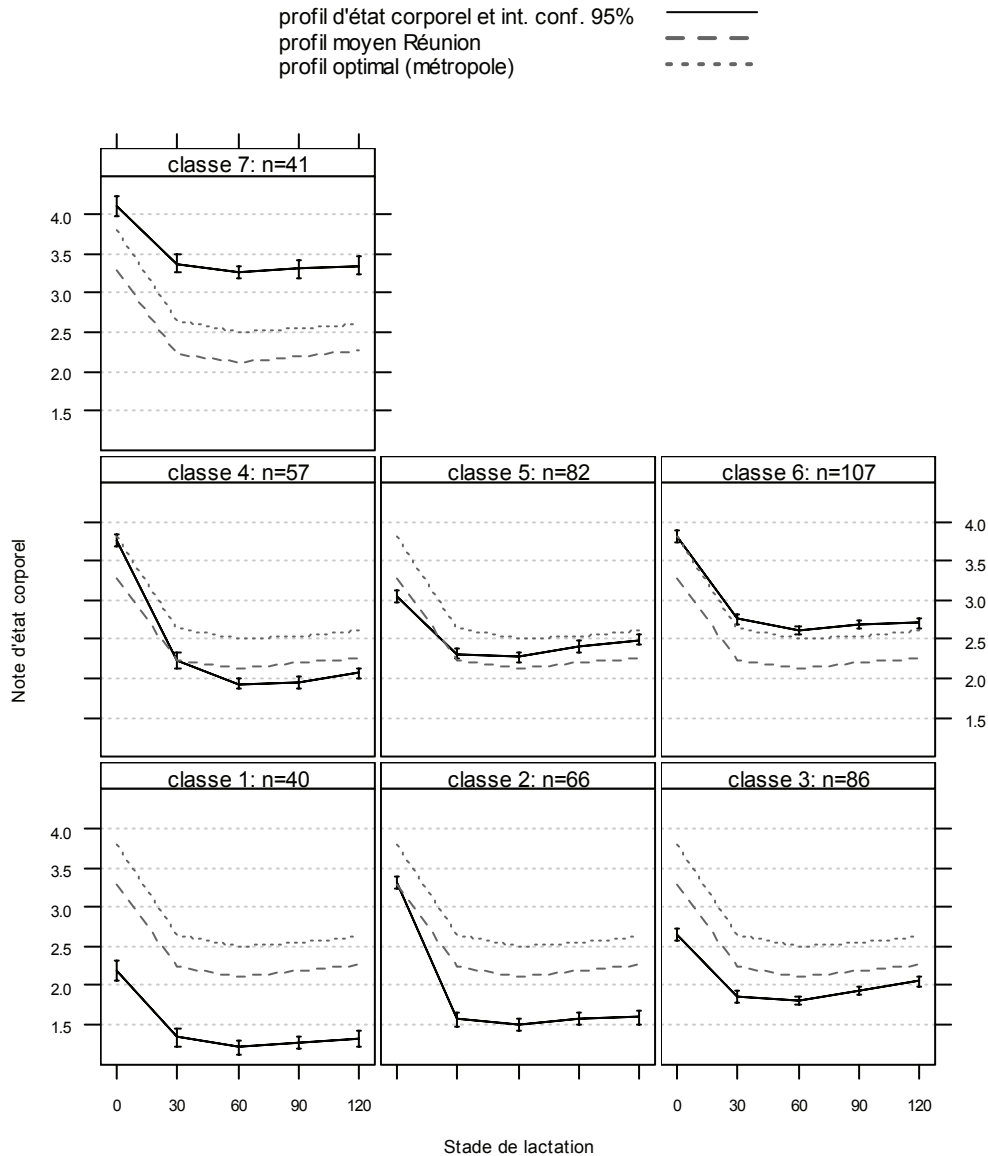 profil d'état corporel et int. conf. 95%
profil moyen Réunion
profil optimal (métropole)
classe 7: n=41
4.0
3.5
3.0
2.5
2.0
1.5
classe 4: n=57
classe 5: n=82
classe 6: n=107
4.0
3.5
3.0
2.5
2.0
1.5
Note d'état corporel
classe 1: n=40
classe 2: n=66
classe 3: n=86
4.0
3.5
3.0
2.5
2.0
1.5
0 30 60 90 120
0 30 60 90 120
Stade de lactation